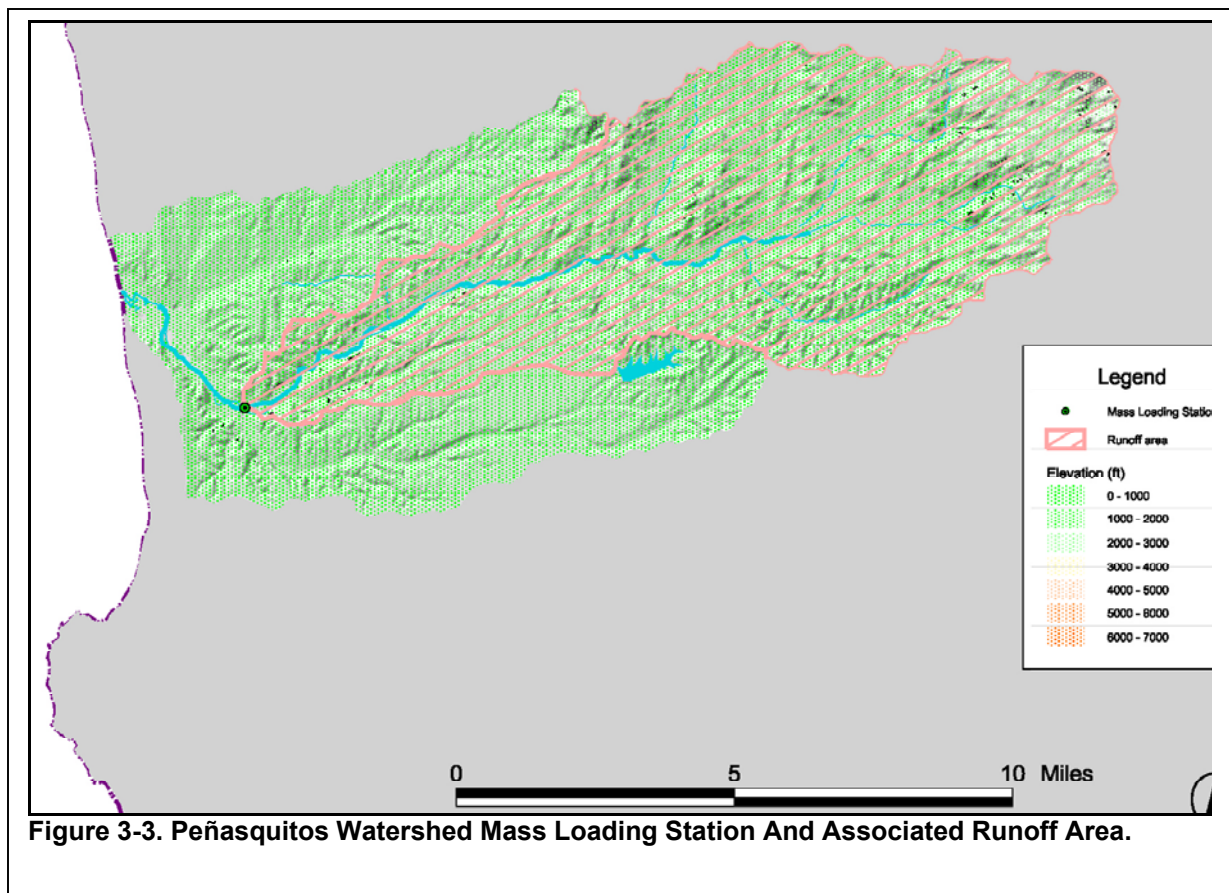 Legend
Mass Loading Statio
Runoff area
Elevation (ft)
0 - 1000
1000 - 2000
2000 - 3000
3000 - 4000
4000 - 5000
5000 - 6000
6000 - 7000
0 5 10 Miles
Figure 3-3. Peñasquitos Watershed Mass Loading Station And Associated Runoff Area.